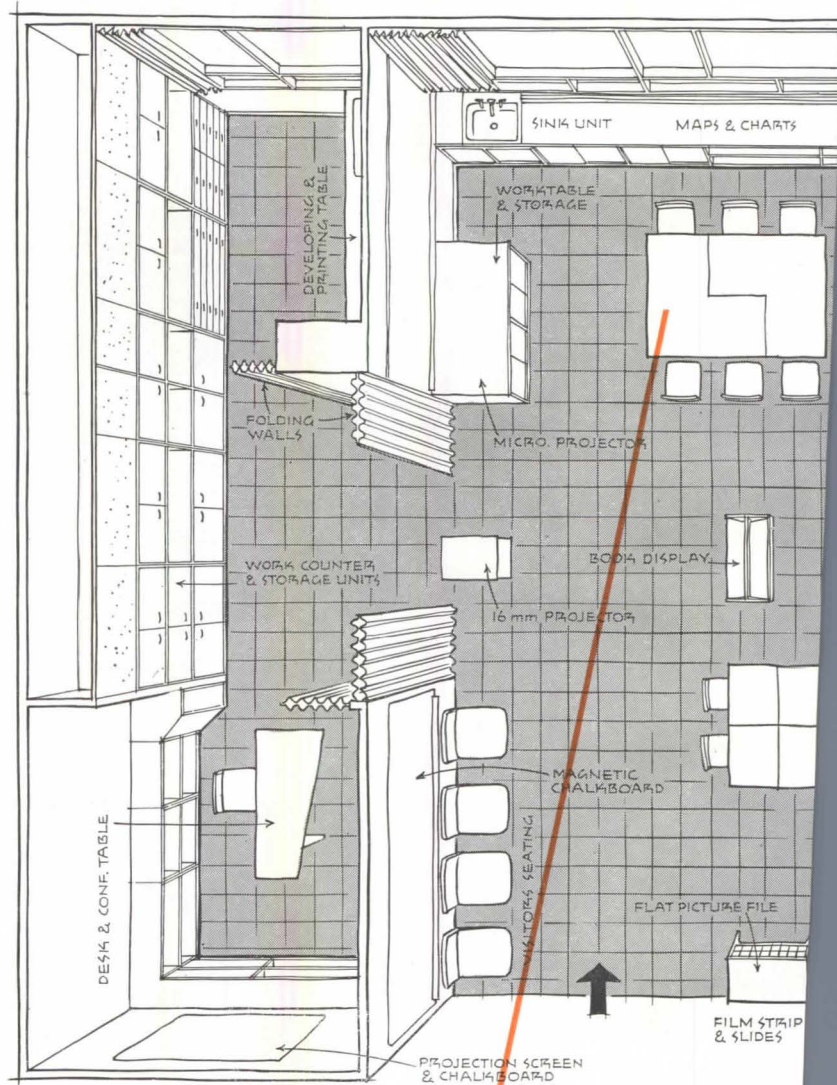 SINK UNIT
MAPS & CHARTS
WORKTABLE
& STORAGE
DEVELOPING &
PRINTING TABLE
FOLDING
WALLS
MICRO. PROJECTOR
WORK COUNTER
& STORAGE UNITS
BOOK DISPLAY
16 mm PROJECTOR
MAGNETIC
CHALKBOARD
DESK & CONF. TABLE
VISITORS SEATING
FLAT PICTURE FILE
FILM STRIP
& SLIDES
PROJECTION SCREEN
& CHALKBOARD